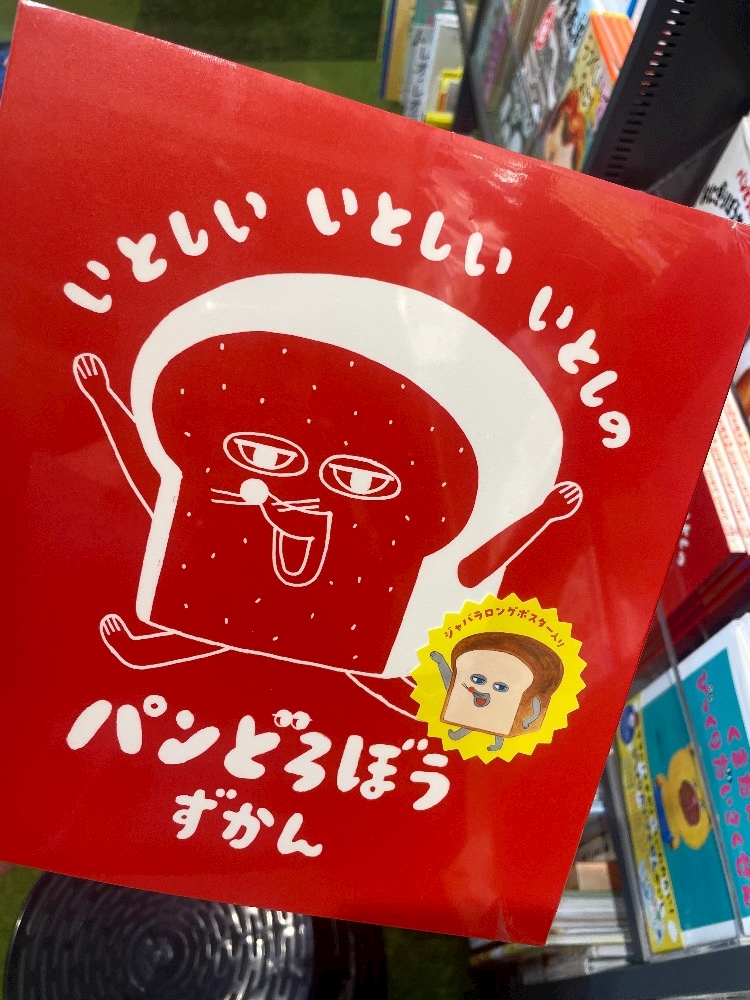 いとしい いとしい いとしの
パンどろぼう
ずかん
ジャバラロングポスター入り